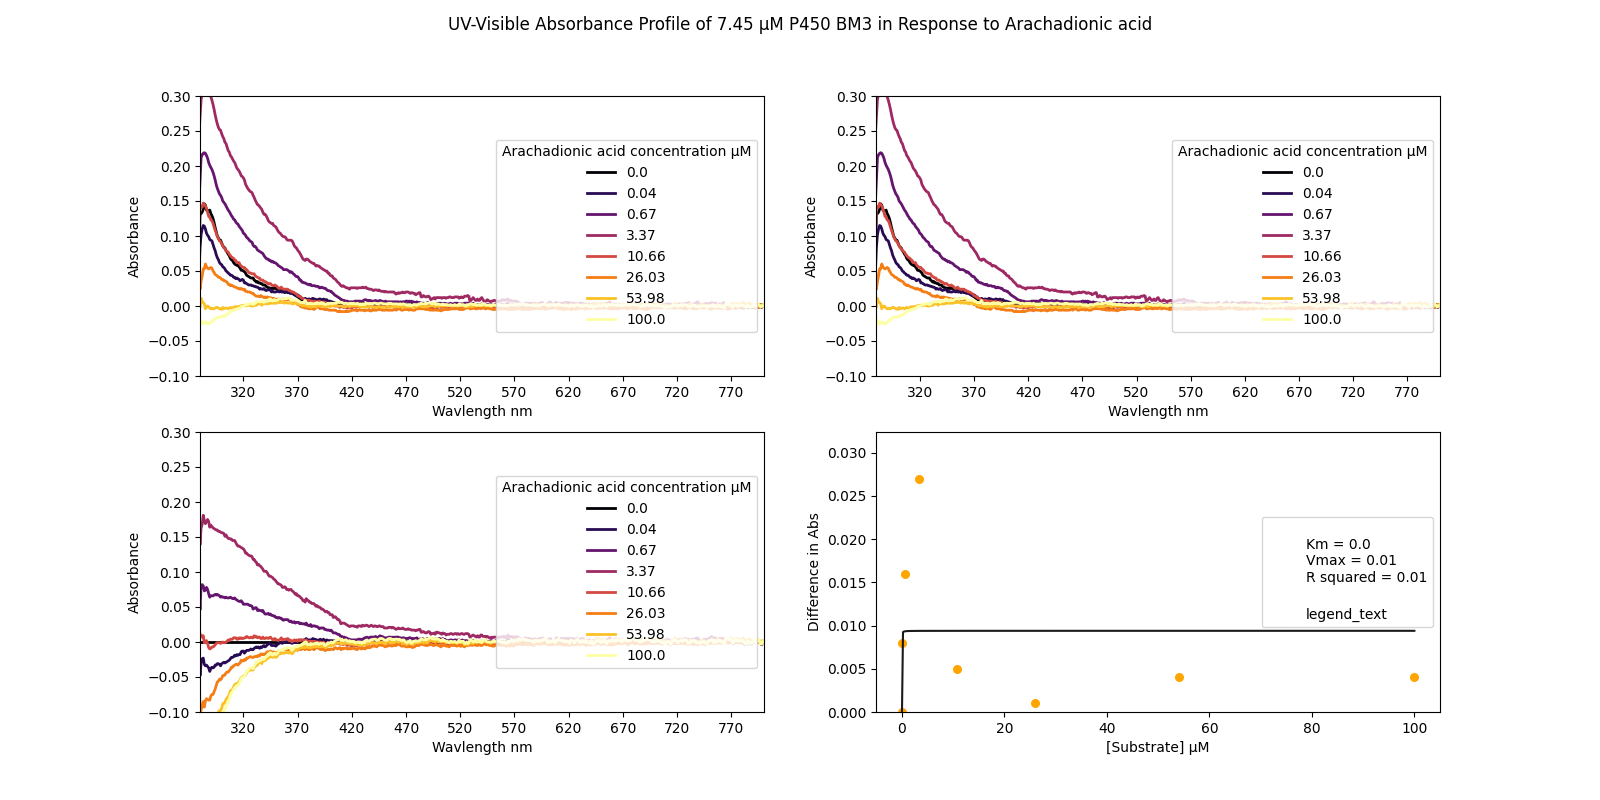 UV-Visible Absorbance Profile of 7.45 µM P450 BM3 in Response to Arachadionic acid
0.30
0.25
0.20
0.15
0.10
0.05
0.00
−0.05
−0.10
Absorbance
320 370 420 470 520 570 620 670 720 770
Wavlength nm
Arachadionic acid concentration µM
0.0
0.04
0.67
3.37
10.66
26.03
53.98
100.0
0.30
0.25
0.20
0.15
0.10
0.05
0.00
−0.05
−0.10
Absorbance
320 370 420 470 520 570 620 670 720 770
Wavlength nm
Arachadionic acid concentration µM
0.0
0.04
0.67
3.37
10.66
26.03
53.98
100.0
0.30
0.25
0.20
0.15
0.10
0.05
0.00
−0.05
−0.10
Absorbance
320 370 420 470 520 570 620 670 720 770
Wavlength nm
Arachadionic acid concentration µM
0.0
0.04
0.67
3.37
10.66
26.03
53.98
100.0
0.030
0.025
0.020
0.015
0.010
0.005
0.000
Difference in Abs
0 20 40 60 80 100
[Substrate] µM
Km = 0.0
Vmax = 0.01
R squared = 0.01
legend_text